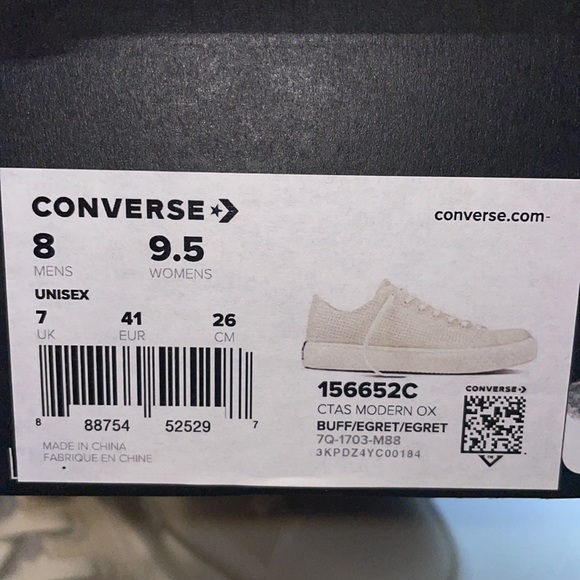 CONVERSE
converse.com-
8 9.5
MENS WOMENS
UNISEX
7 41 26
UK EUR CM
8 88754 52529 7
MADE IN CHINA
FABRIQUE EN CHINE
156652C
CTAS MODERN OX
BUFF/EGRET/EGRET
7Q-1703-M88
3KPDZ4YC00184
CONVERSE